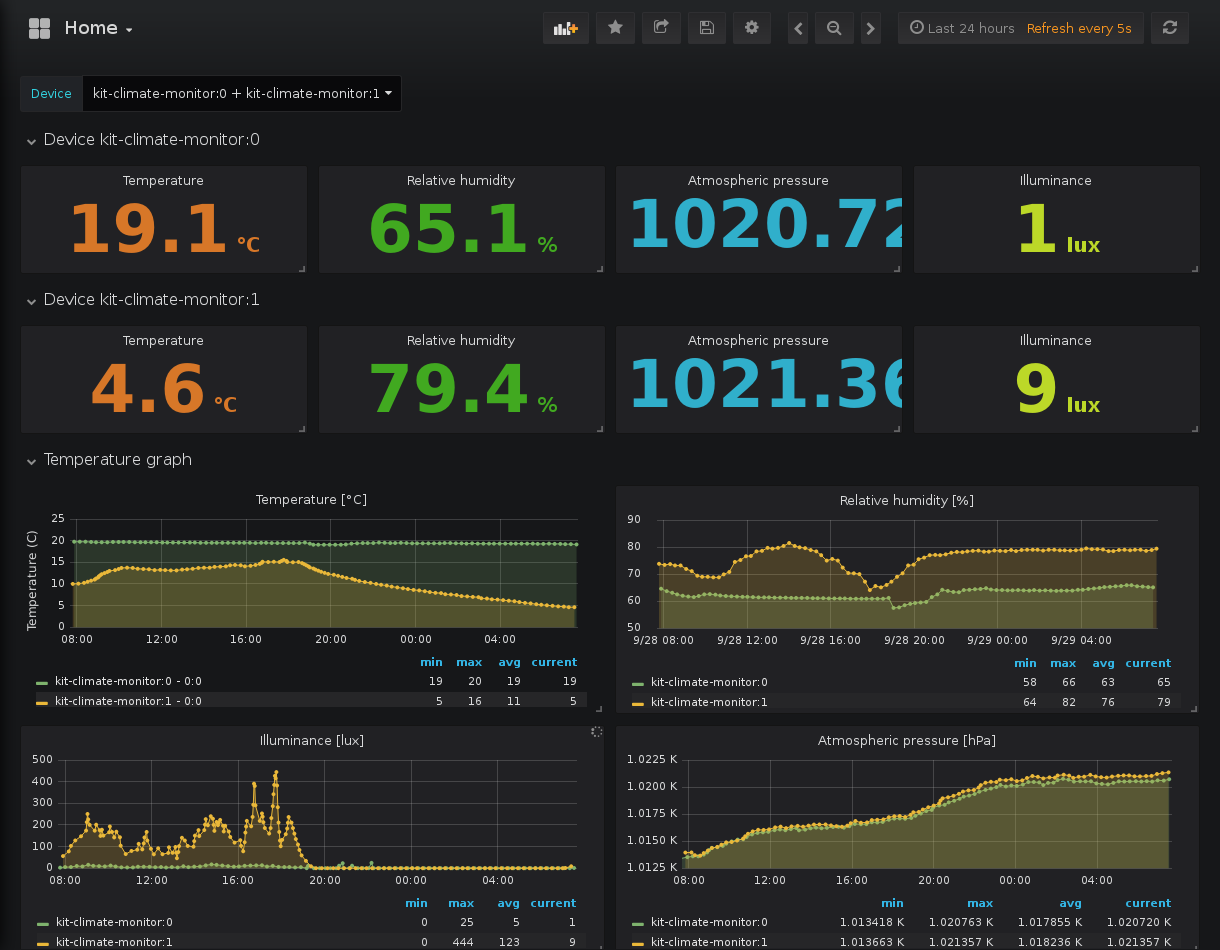 Home
Last 24 hours Refresh every 5s
Device kit-climate-monitor:0 + kit-climate-monitor:1
Device kit-climate-monitor:0
Temperature Relative humidity Atmospheric pressure Illuminance
19.1 °C 65.1 % 1020.72 1 lux
Device kit-climate-monitor:1
Temperature Relative humidity Atmospheric pressure Illuminance
4.6 °C 79.4 % 1021.36 9 lux
Temperature graph
Temperature [°C]
Temperature (C)
25
20
15
10
5
0
08:00 12:00 16:00 20:00 00:00 04:00
min max avg current
kit-climate-monitor:0 - 0:0 19 20 19 19
kit-climate-monitor:1 - 0:0 5 16 11 5
Relative humidity [%]
90
80
70
60
50
9/28 08:00 9/28 12:00 9/28 16:00 9/28 20:00 9/29 00:00 9/29 04:00
min max avg current
kit-climate-monitor:0 58 66 63 65
kit-climate-monitor:1 64 82 76 79
Illuminance [lux]
500
400
300
200
100
0
08:00 12:00 16:00 20:00 00:00 04:00
min max avg current
kit-climate-monitor:0 0 25 5 1
kit-climate-monitor:1 0 444 123 9
Atmospheric pressure [hPa]
1.0225 K
1.0200 K
1.0175 K
1.0150 K
1.0125 K
08:00 12:00 16:00 20:00 00:00 04:00
min max avg current
kit-climate-monitor:0 1.013418 K 1.020763 K 1.017855 K 1.020720 K
kit-climate-monitor:1 1.013663 K 1.021357 K 1.018236 K 1.021357 K